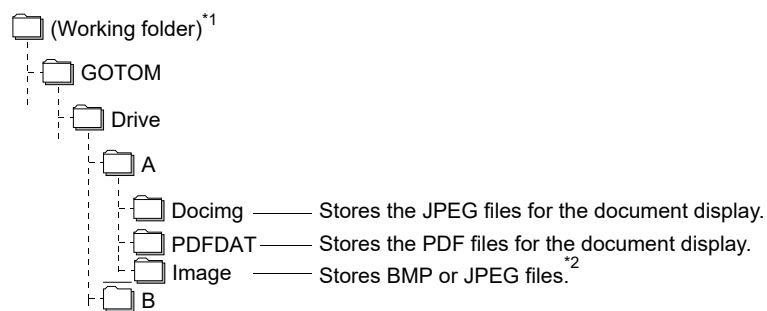 (Working folder)*1
GOTOM
Drive
A
Docimg Stores the JPEG files for the document display.
PDFDAT Stores the PDF files for the document display.
Image Stores BMP or JPEG files.*2
B